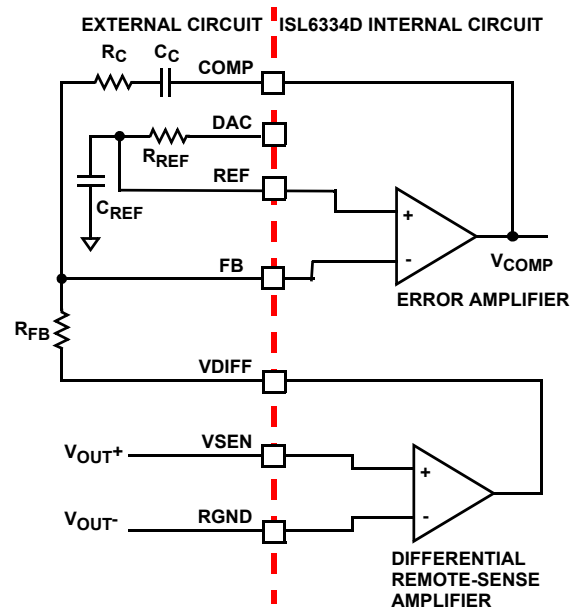 EXTERNAL CIRCUIT
ISL6334D INTERNAL CIRCUIT
RC
CC
COMP
DAC
RREF
REF
CREF
+
-
VCOMP
FB
ERROR AMPLIFIER
RFB
VDIFF
VOUT+
VSEN
+
VOUT-
RGND
-
DIFFERENTIAL
REMOTE-SENSE
AMPLIFIER